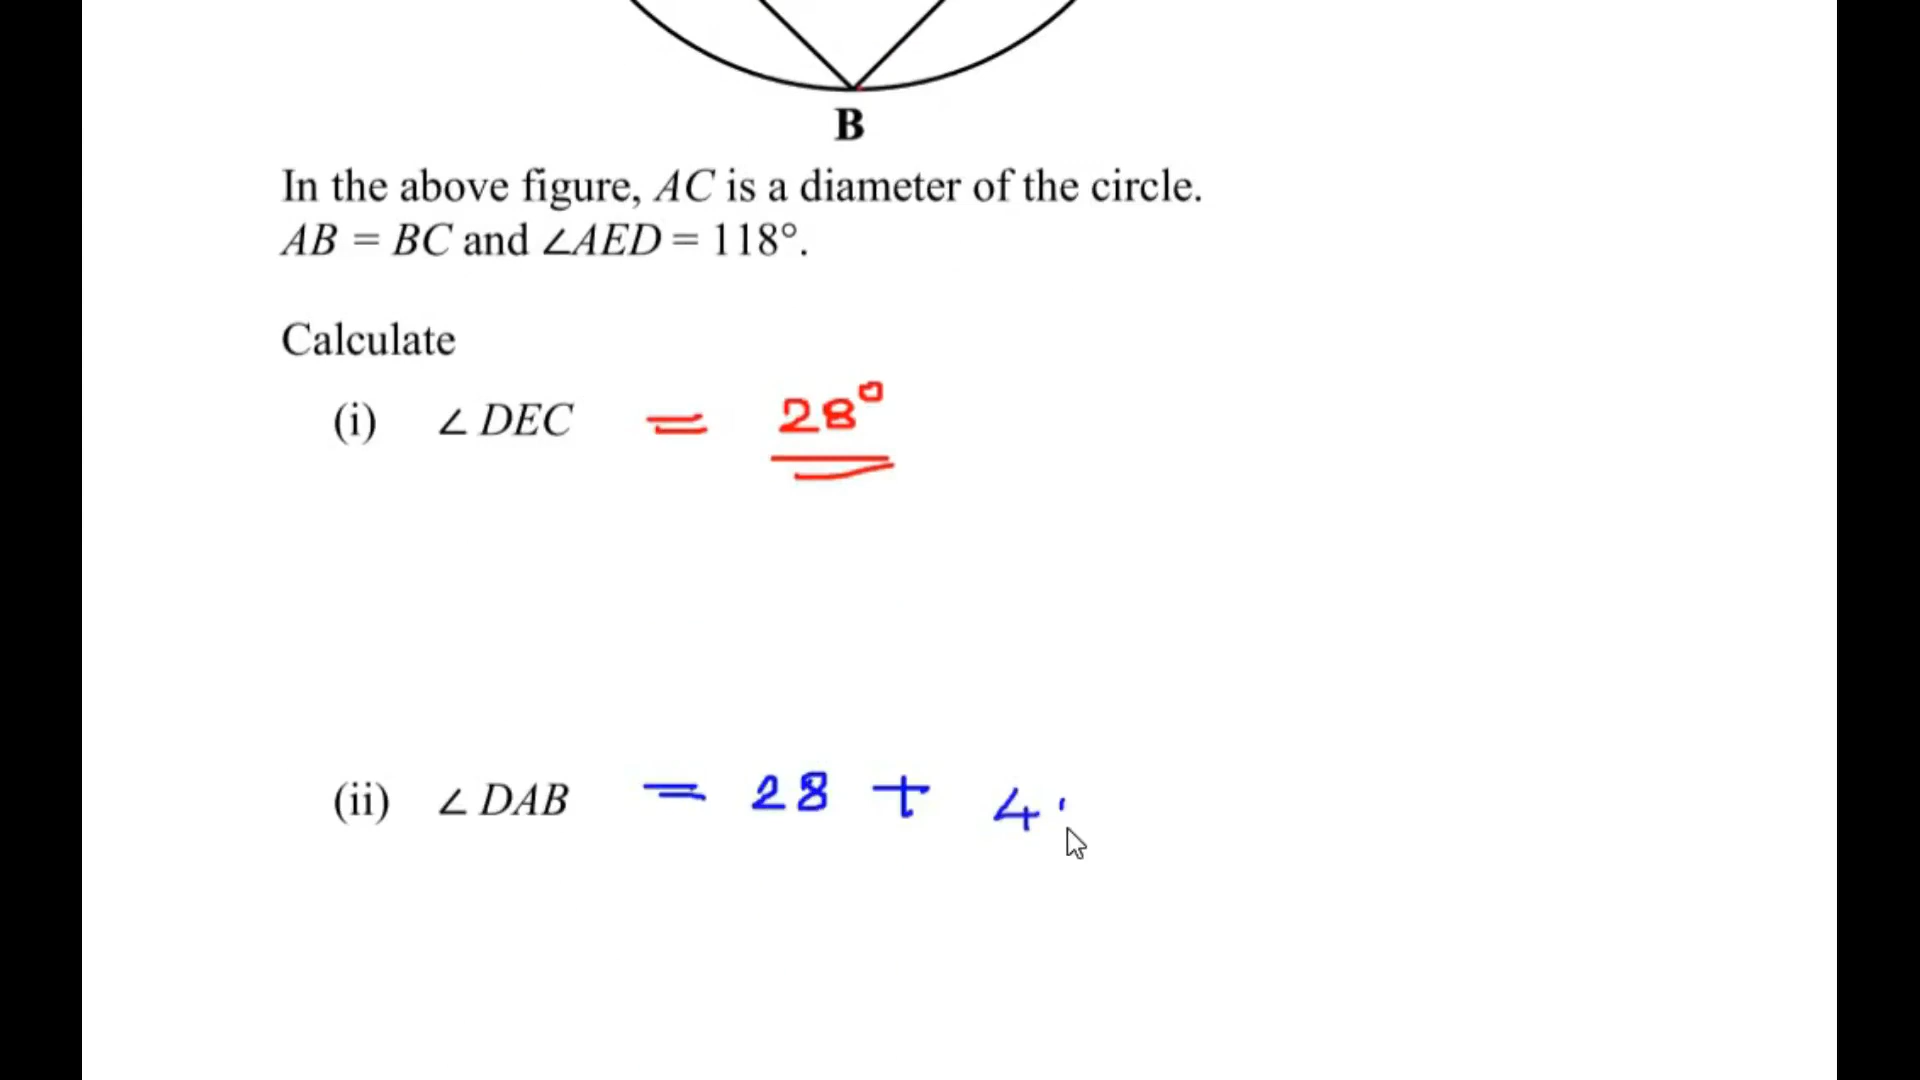 B
In the above figure, AC is a diameter of the circle.
AB = BC and ∠AED = 118°.
Calculate
(i) ∠DEC = 28°
(ii) ∠DAB = 28 + 4